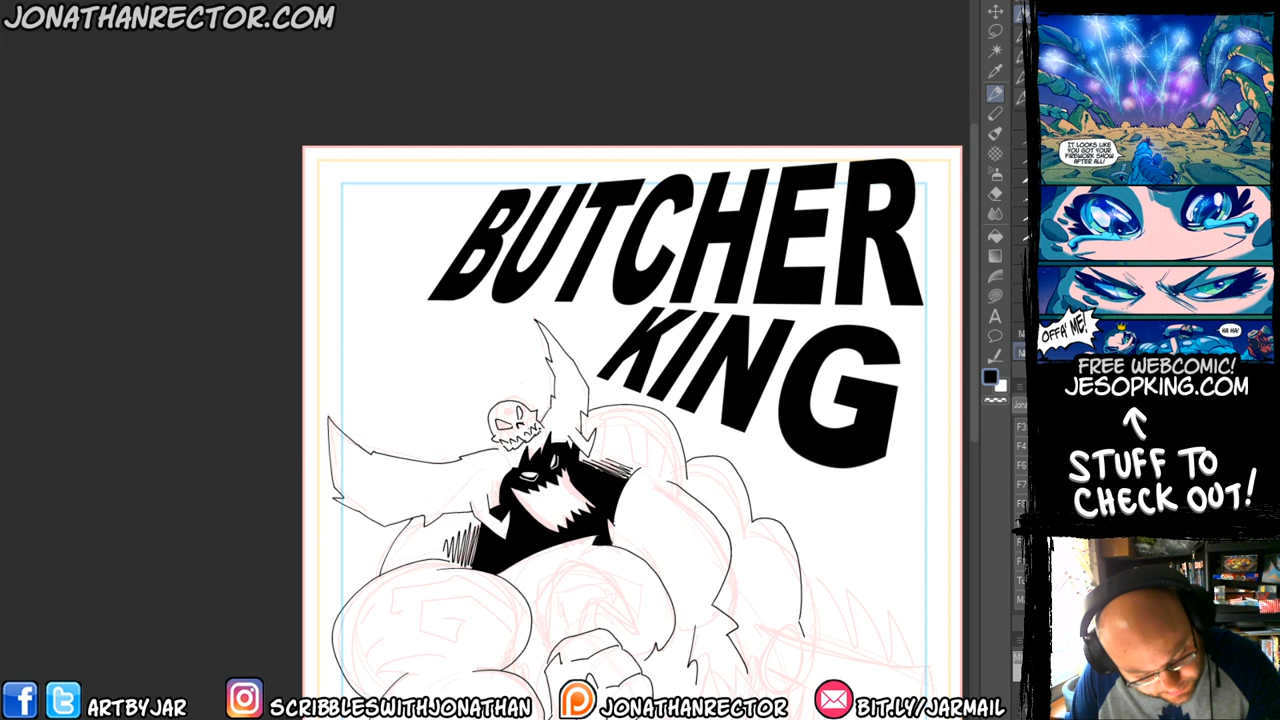 JONATHANRECTOR.COM
BUTCHER
KING
IT LOOKS LIKE
YOU GOT YOUR
FIREWORK SHOW
AFTER ALL!
OFFA' ME!
HA HA!
FREE WEBCOMIC!
JESOPKING.COM
STUFF TO
CHECK OUT!
ARTBYJAR
SCRIBBLESWITHJONATHAN
JONATHANRECTOR
BIT.LY/JARMAIL